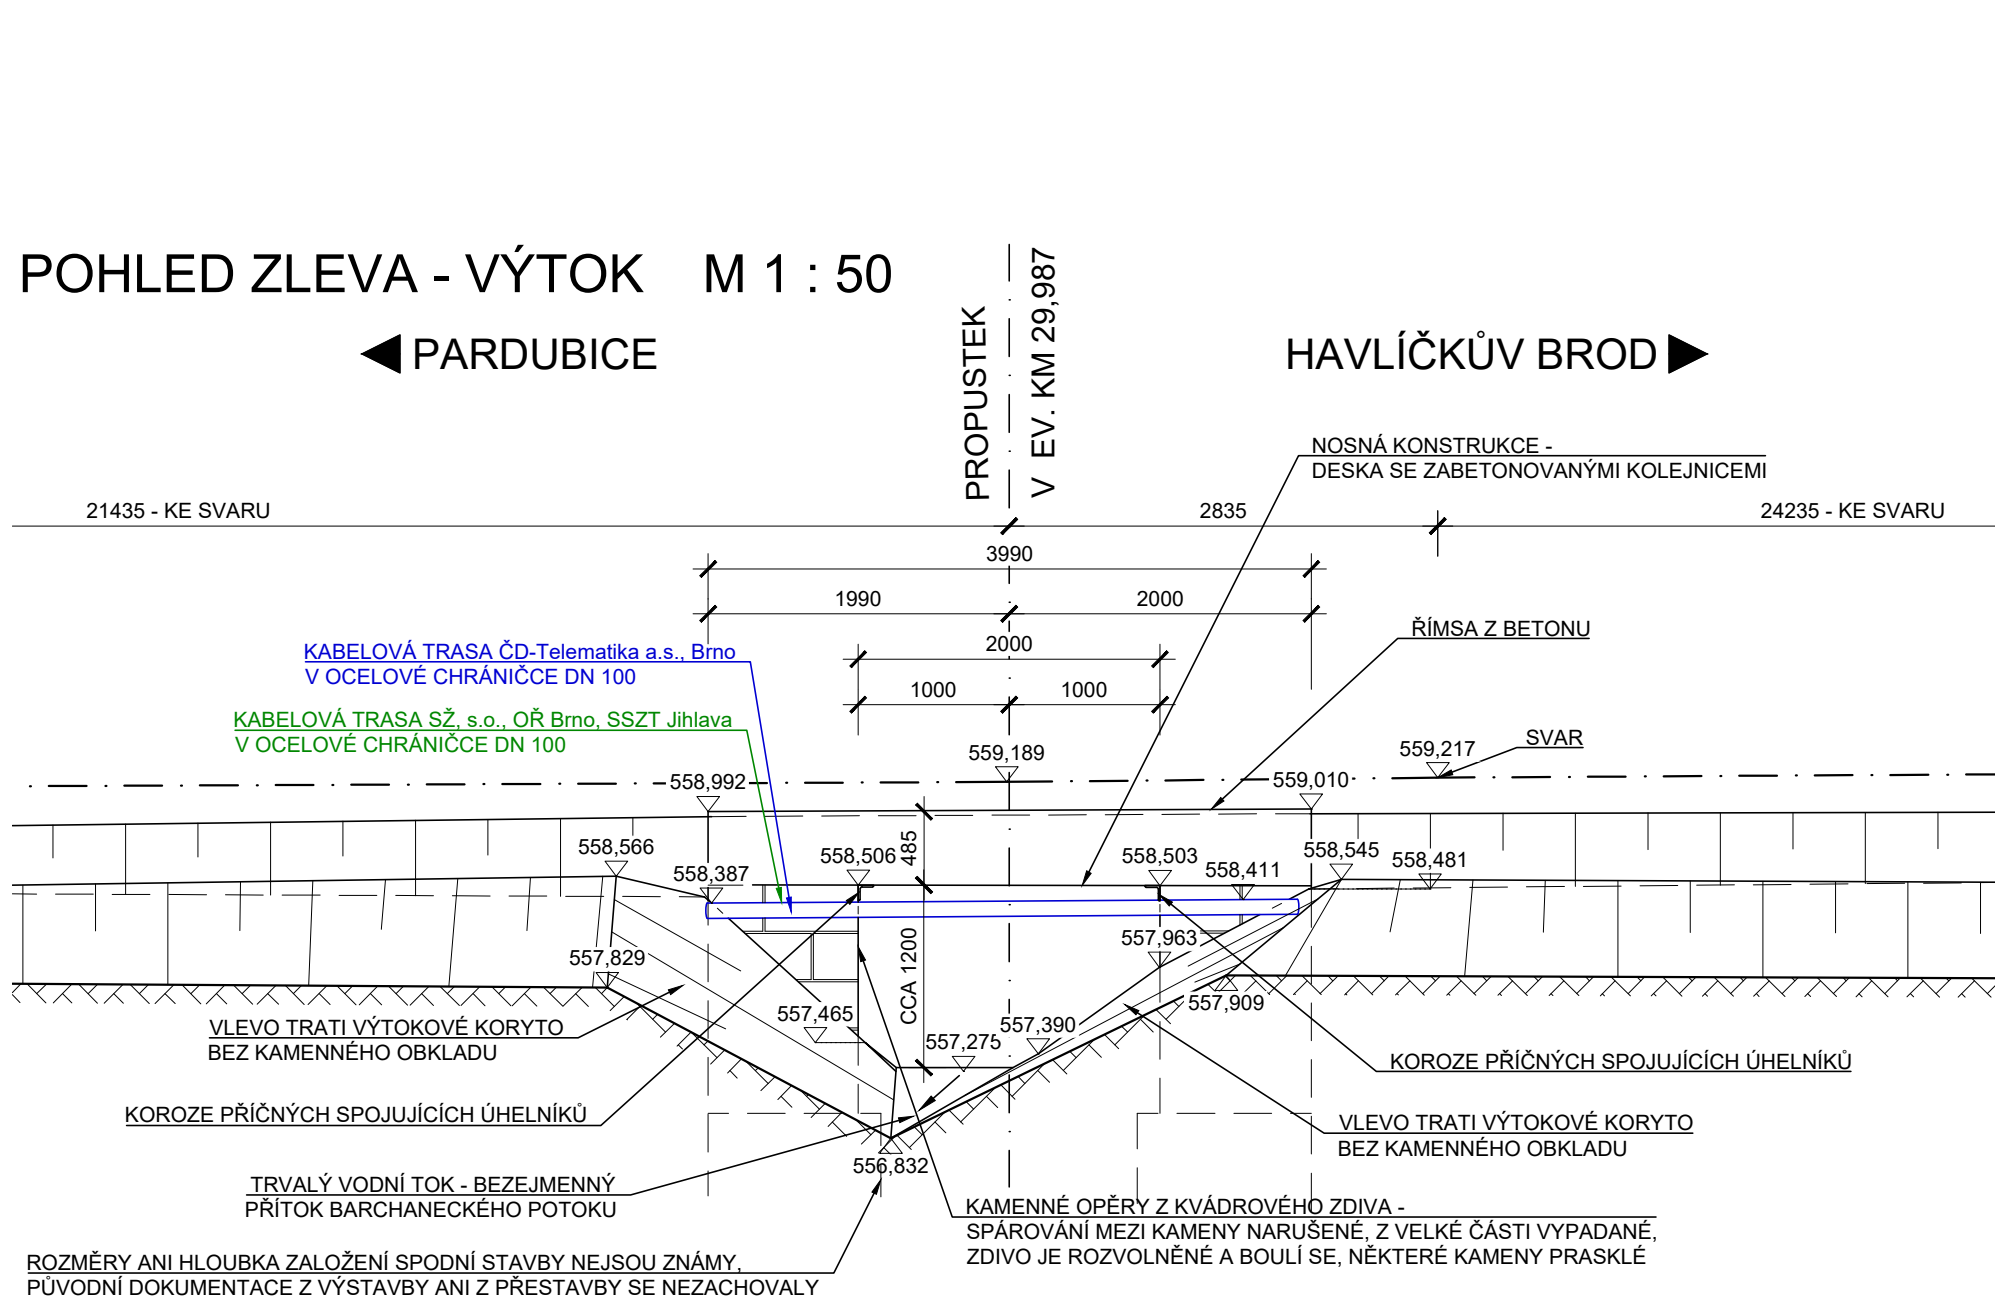 POHLED ZLEVA - VÝTOK M 1 : 50
PARDUBICE
PROPUSTEK
V EV. KM 29,987
HAVLÍČKŮV BROD
NOSNÁ KONSTRUKCE -
DESKA SE ZABETONOVANÝMI KOLEJNICEMI
21435 - KE SVARU
2835
24235 - KE SVARU
3990
1990
2000
ŘÍMSA Z BETONU
2000
KABELOVÁ TRASA ČD-Telematika a.s., Brno
V OCELOVÉ CHRÁNIČCE DN 100
1000
1000
KABELOVÁ TRASA SŽ, s.o., OŘ Brno, SSZT Jihlava
V OCELOVÉ CHRÁNIČCE DN 100
SVAR
559,189
559,217
558,992
559,010
485
558,566
558,387
558,506
558,503
558,411
558,545
558,481
557,829
557,963
CCA 1200
557,909
557,465
557,275
557,390
VLEVO TRATI VÝTOKOVÉ KORYTO
BEZ KAMENNÉHO OBKLADU
KOROZE PŘÍČNÝCH SPOJUJÍCÍCH ÚHELNÍKŮ
KOROZE PŘÍČNÝCH SPOJUJÍCÍCH ÚHELNÍKŮ
VLEVO TRATI VÝTOKOVÉ KORYTO
BEZ KAMENNÉHO OBKLADU
556,832
TRVALÝ VODNÍ TOK - BEZEJMENNÝ
PŘÍTOK BARCHANECKÉHO POTOKU
KAMENNÉ OPĚRY Z KVÁDROVÉHO ZDIVA -
SPÁROVÁNÍ MEZI KAMENY NARUŠENÉ, Z VELKÉ ČÁSTI VYPADANÉ,
ZDIVO JE ROZVOLNĚNÉ A BOULÍ SE, NĚKTERÉ KAMENY PRASKLÉ
ROZMĚRY ANI HLOUBKA ZALOŽENÍ SPODNÍ STAVBY NEJSOU ZNÁMY,
PŮVODNÍ DOKUMENTACE Z VÝSTAVBY ANI Z PŘESTAVBY SE NEZACHOVALY